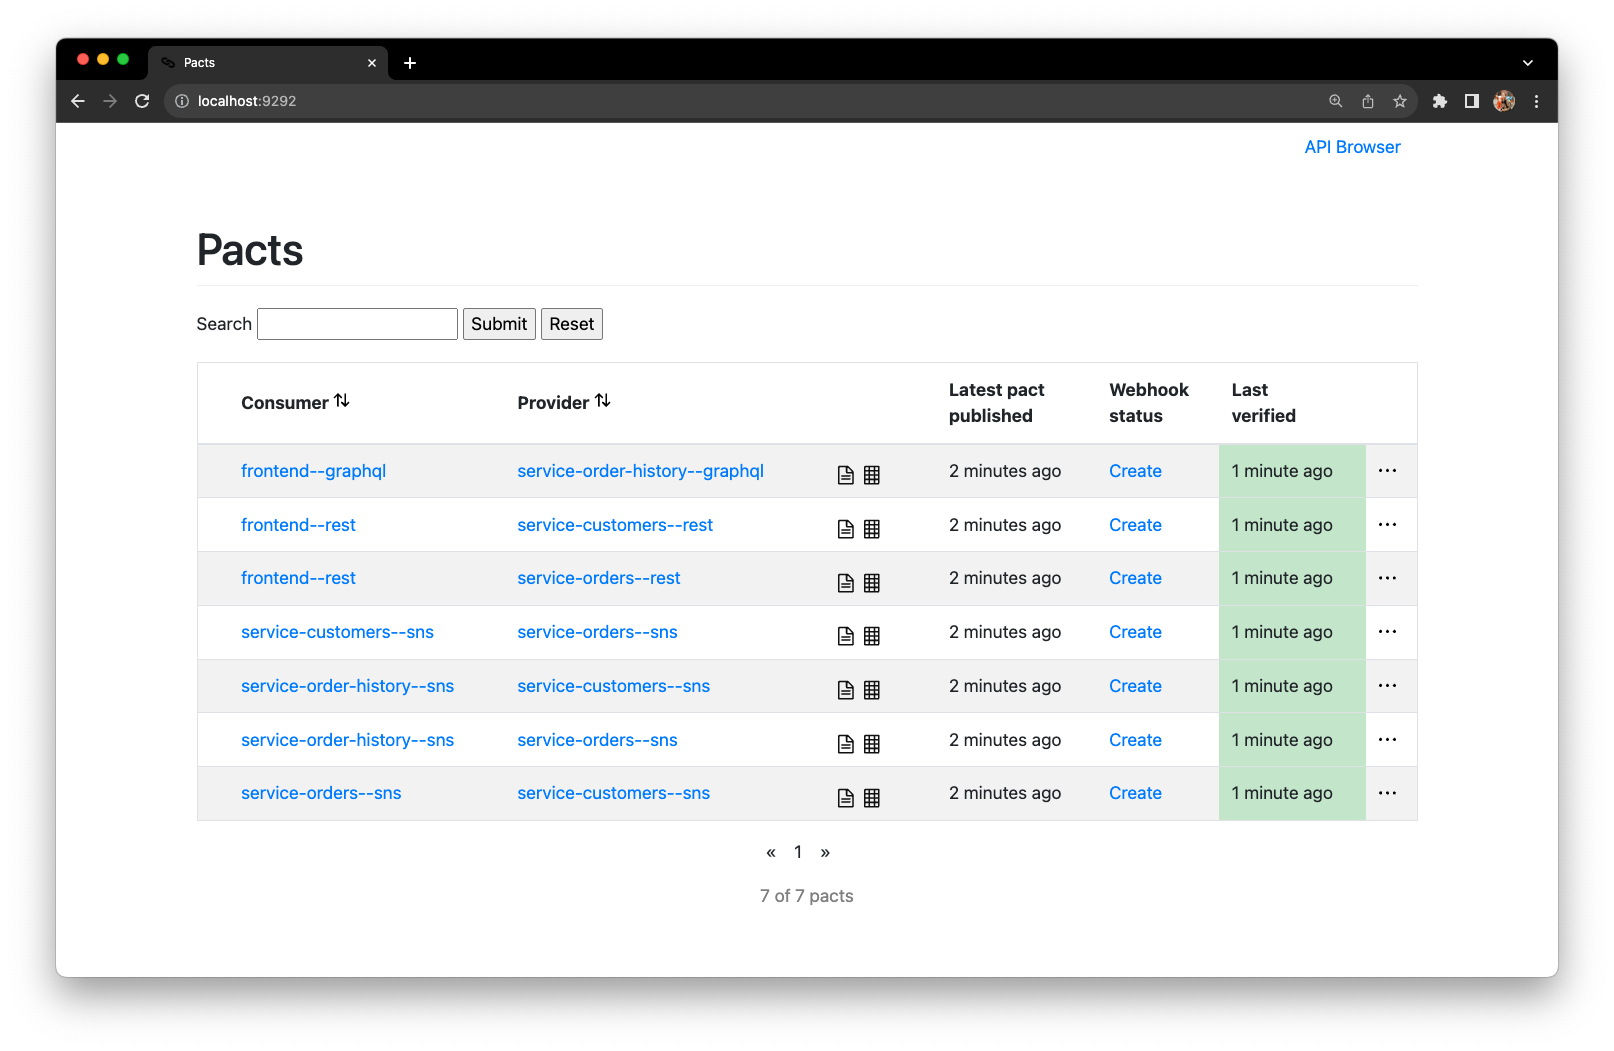 Pacts
localhost:9292
API Browser
Pacts
Search Submit Reset
Consumer Provider Latest pact published Webhook status Last verified
frontend--graphql service-order-history--graphql 2 minutes ago Create 1 minute ago ...
frontend--rest service-customers--rest 2 minutes ago Create 1 minute ago ...
frontend--rest service-orders--rest 2 minutes ago Create 1 minute ago ...
service-customers--sns service-orders--sns 2 minutes ago Create 1 minute ago ...
service-order-history--sns service-customers--sns 2 minutes ago Create 1 minute ago ...
service-order-history--sns service-orders--sns 2 minutes ago Create 1 minute ago ...
service-orders--sns service-customers--sns 2 minutes ago Create 1 minute ago ...
« 1 »
7 of 7 pacts